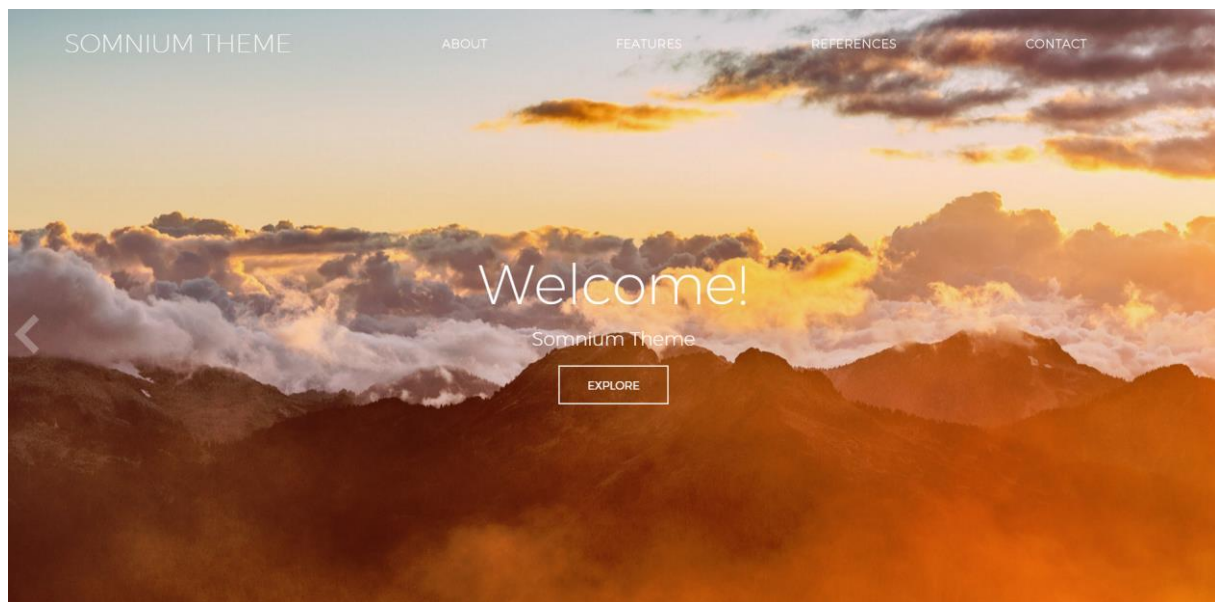 SOMNIUM THEME ABOUT FEATURES REFERENCES CONTACT
Welcome!
Somnium Theme
EXPLORE